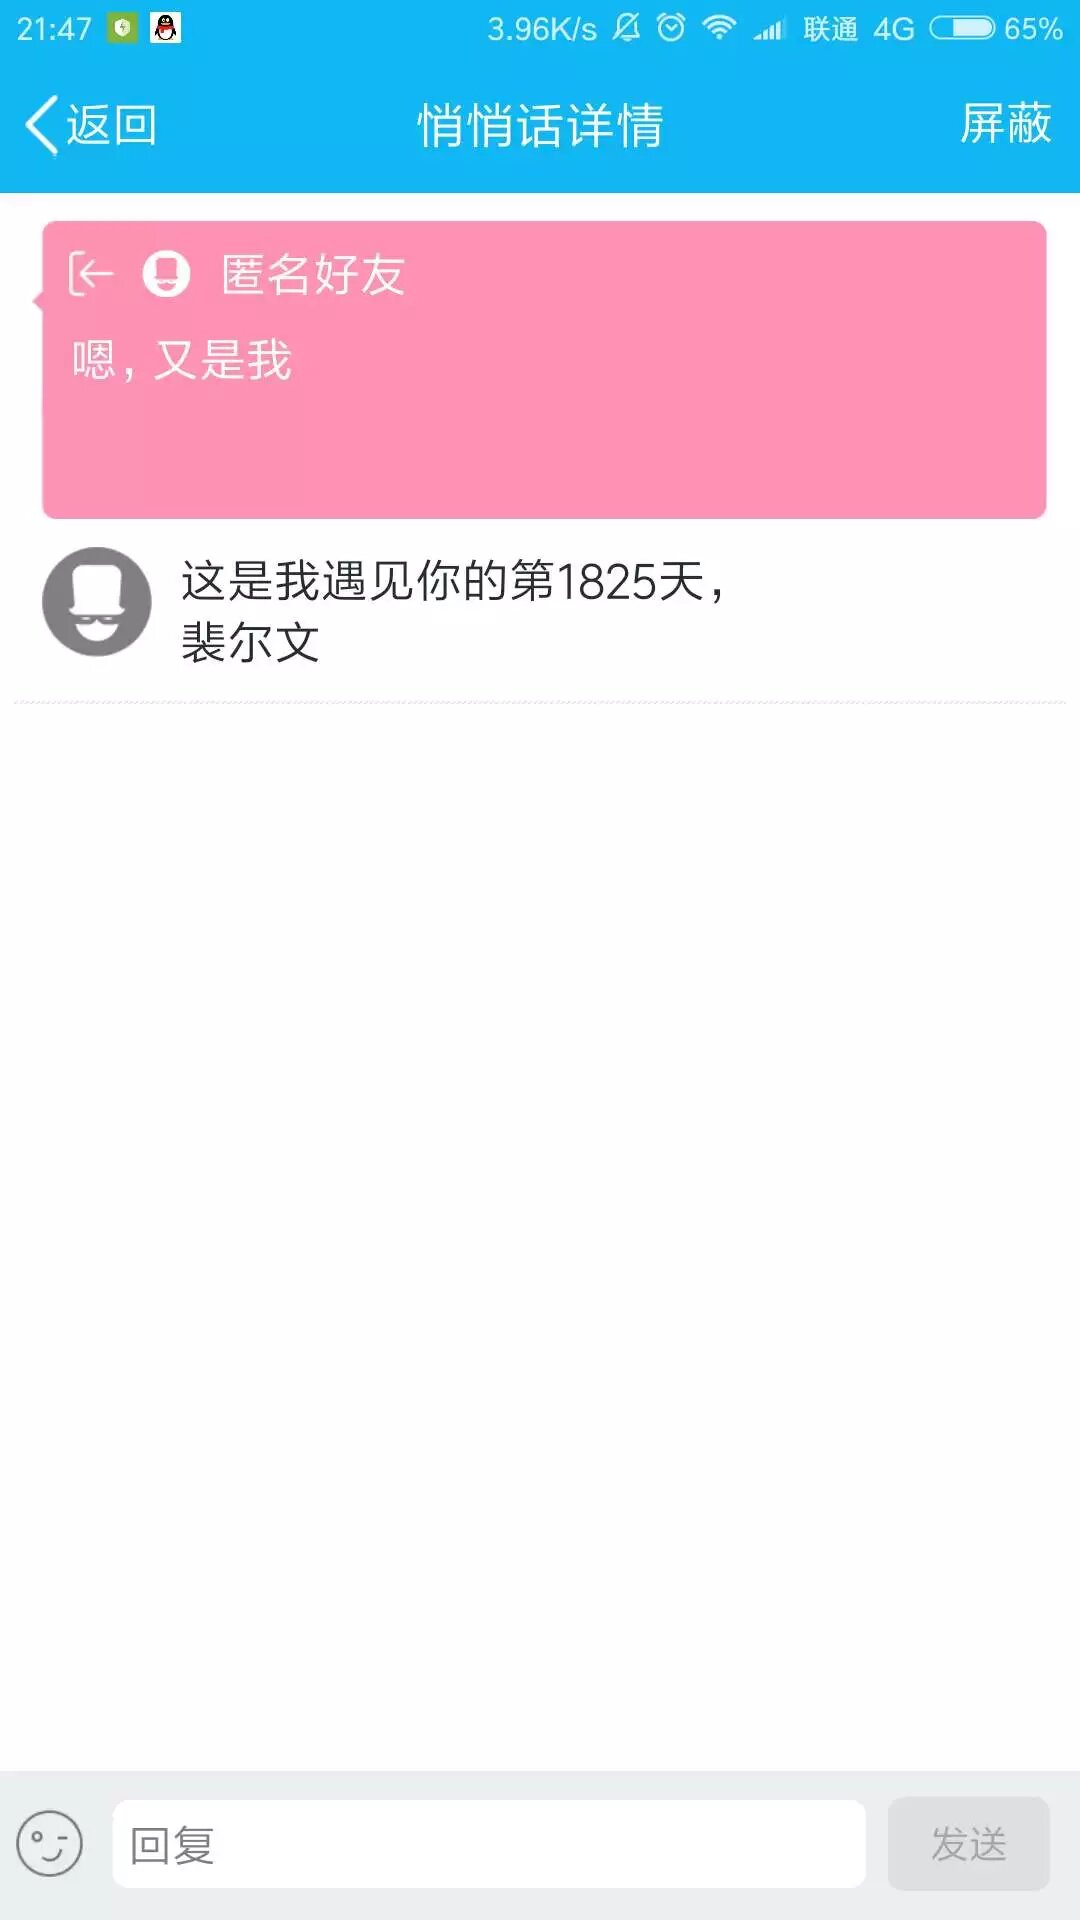 21:47 3.96K/s 联通 4G 65%
返回 悄悄话详情 屏蔽
匿名好友
嗯，又是我
这是我遇见你的第1825天，
裴尔文
回复 发送